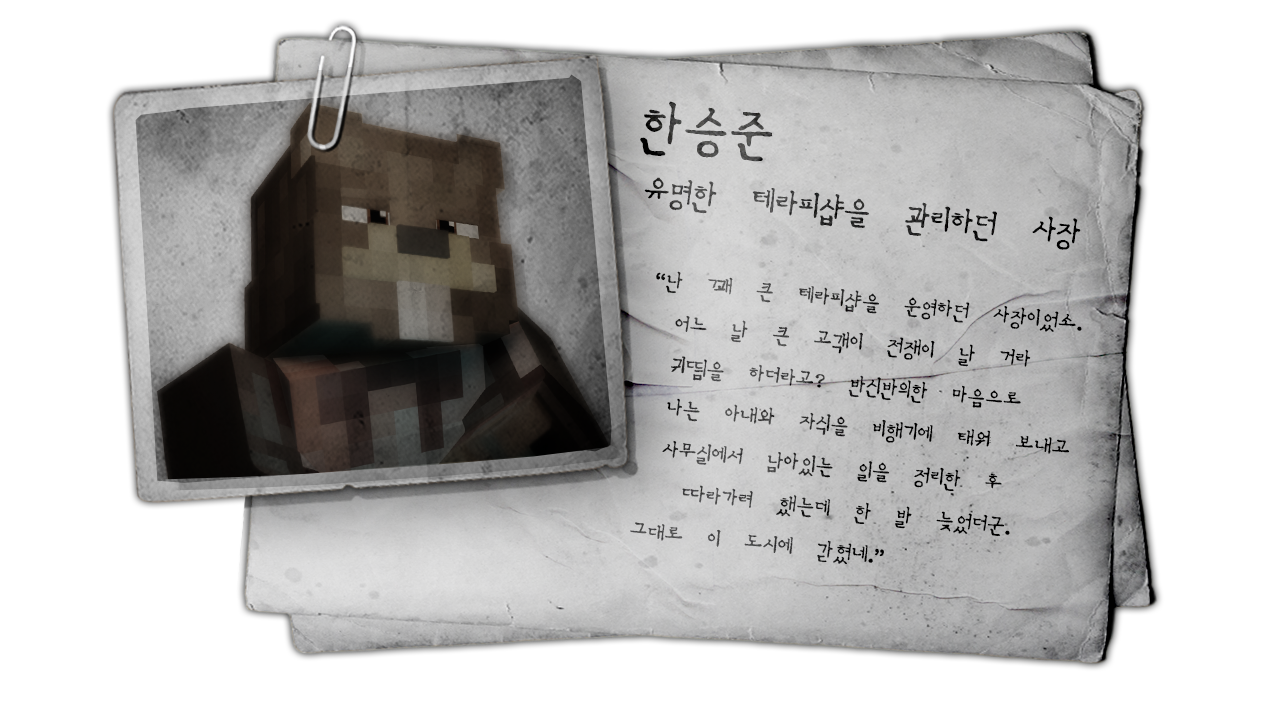 한승준
유명한 테라피샵을 관리하던 사장
“난 꽤 큰 테라피샵을 운영하던 사장이었소.
어느 날 큰 고객이 전쟁이 날 거라
귀띔을 하더라고? 반신반의한 마음으로
나는 아내와 자식을 비행기에 태워 보내고
사무실에서 남아있는 일을 정리한 후
따라가려 했는데 한 발 늦었더군.
그대로 이 도시에 갇혔네.”